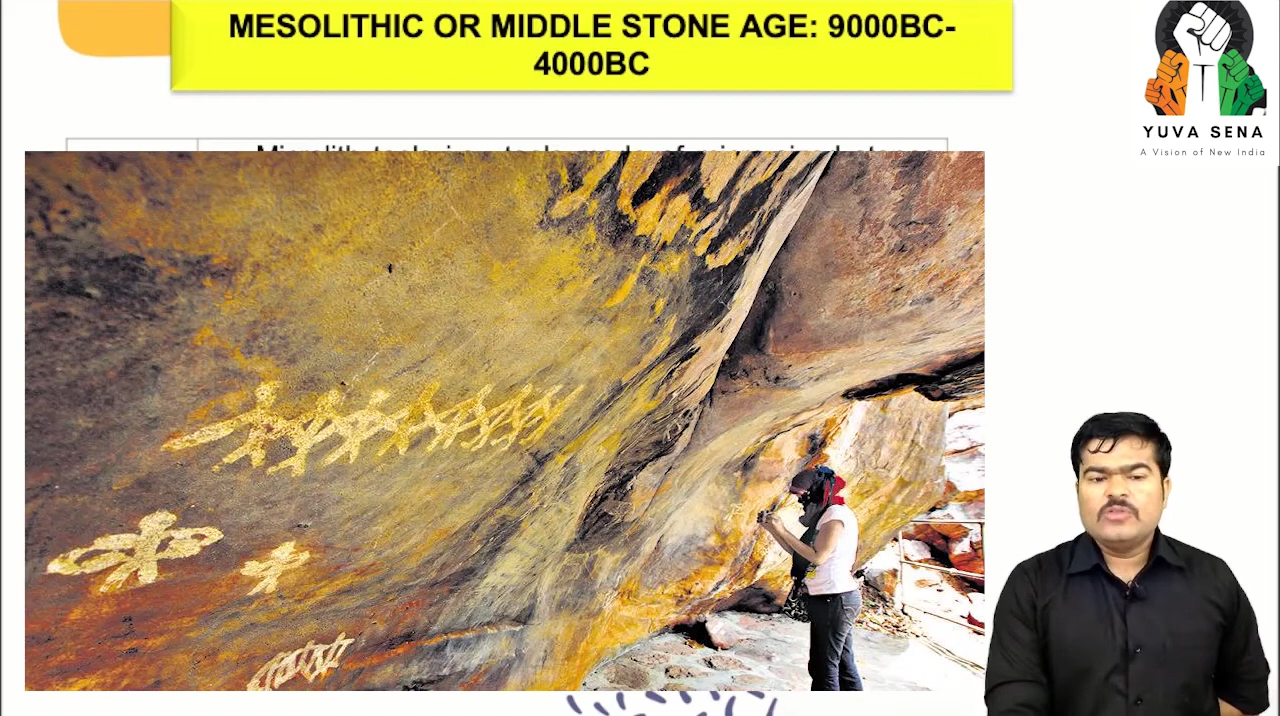 MESOLITHIC OR MIDDLE STONE AGE: 9000BC-
4000BC
YUVA SENA
A Vision of New India